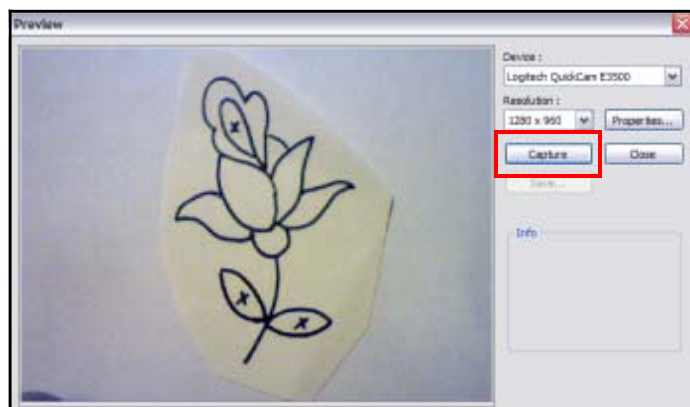 Preview
Device :
Logitech QuickCam E3500
Resolution :
1280 x 960
Properties...
Capture
Close
Save...
Info
x
x
x